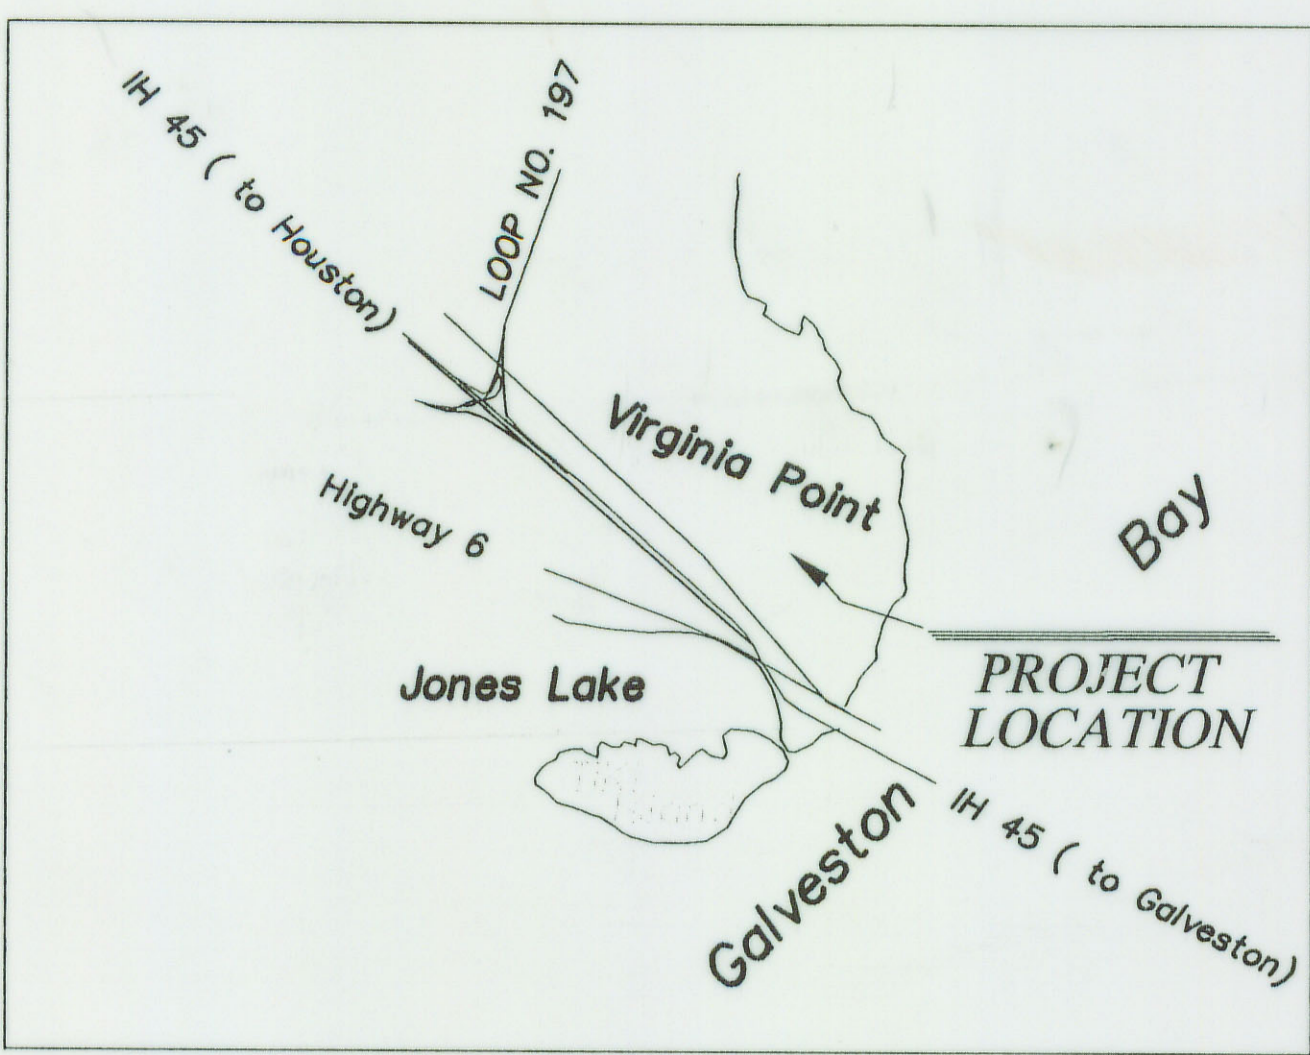 IH 45 ( to Houston)
LOOP NO. 197
Virginia Point
Highway 6
Bay
Jones Lake
PROJECT
LOCATION
Galveston
IH 45 ( to Galveston)